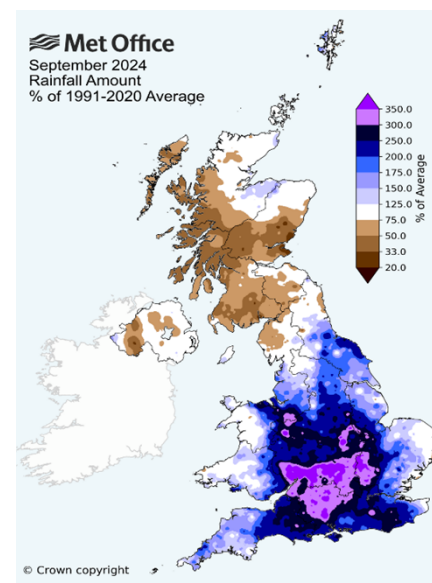 Met Office
September 2024
Rainfall Amount
% of 1991-2020 Average
350.0
300.0
250.0
200.0
175.0
150.0
125.0
75.0
50.0
33.0
20.0
% of Average
© Crown copyright